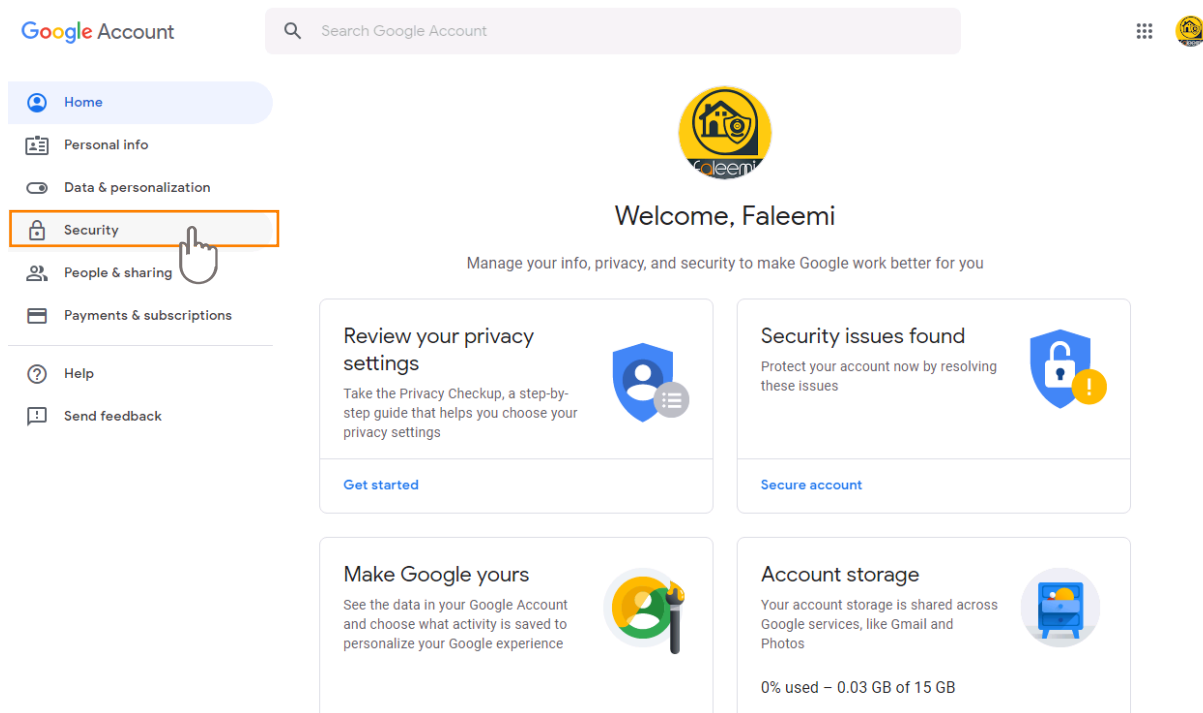 Google Account
Search Google Account
Home
Personal info
Data & personalization
Security
People & sharing
Payments & subscriptions
Help
Send feedback
faleemi
Welcome, Faleemi
Manage your info, privacy, and security to make Google work better for you
Review your privacy
settings
Take the Privacy Checkup, a step-by-
step guide that helps you choose your
privacy settings
Get started
Security issues found
Protect your account now by resolving
these issues
Secure account
Make Google yours
See the data in your Google Account
and choose what activity is saved to
personalize your Google experience
Account storage
Your account storage is shared across
Google services, like Gmail and
Photos
0% used – 0.03 GB of 15 GB